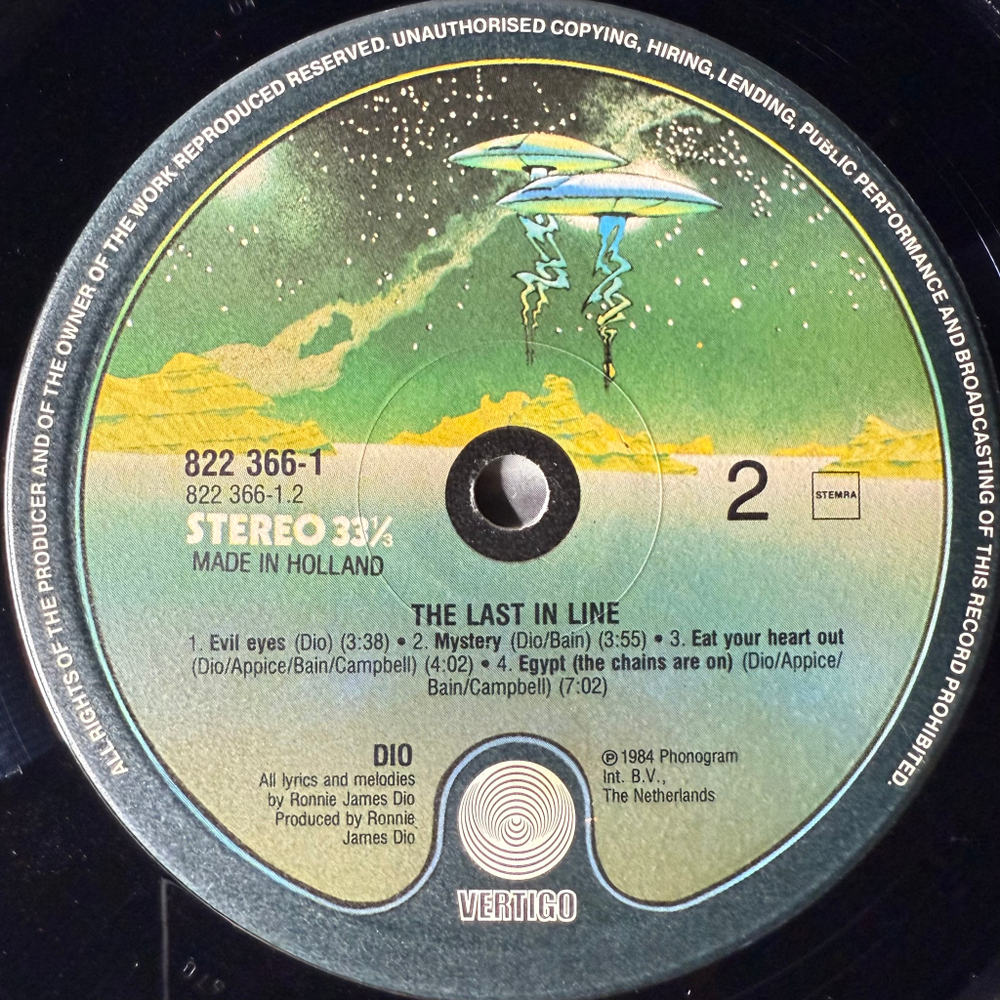 ALL RIGHTS OF THE PRODUCER AND OF THE OWNER OF THE WORK REPRODUCED RESERVED. UNAUTHORISED COPYING, HIRING, LENDING, PUBLIC PERFORMANCE AND BROADCASTING OF THIS RECORD PROHIBITED.
822 366-1
822 366-1.2
STEREO 33⅓
MADE IN HOLLAND
2
STEMRA
THE LAST IN LINE
1. Evil eyes (Dio) (3:38) • 2. Mystery (Dio/Bain) (3:55) • 3. Eat your heart out
(Dio/Appice/Bain/Campbell) (4:02) • 4. Egypt (the chains are on) (Dio/Appice/
Bain/Campbell) (7:02)
DIO
All lyrics and melodies
by Ronnie James Dio
Produced by Ronnie
James Dio
℗ 1984 Phonogram
Int. B.V.,
The Netherlands
VERTIGO